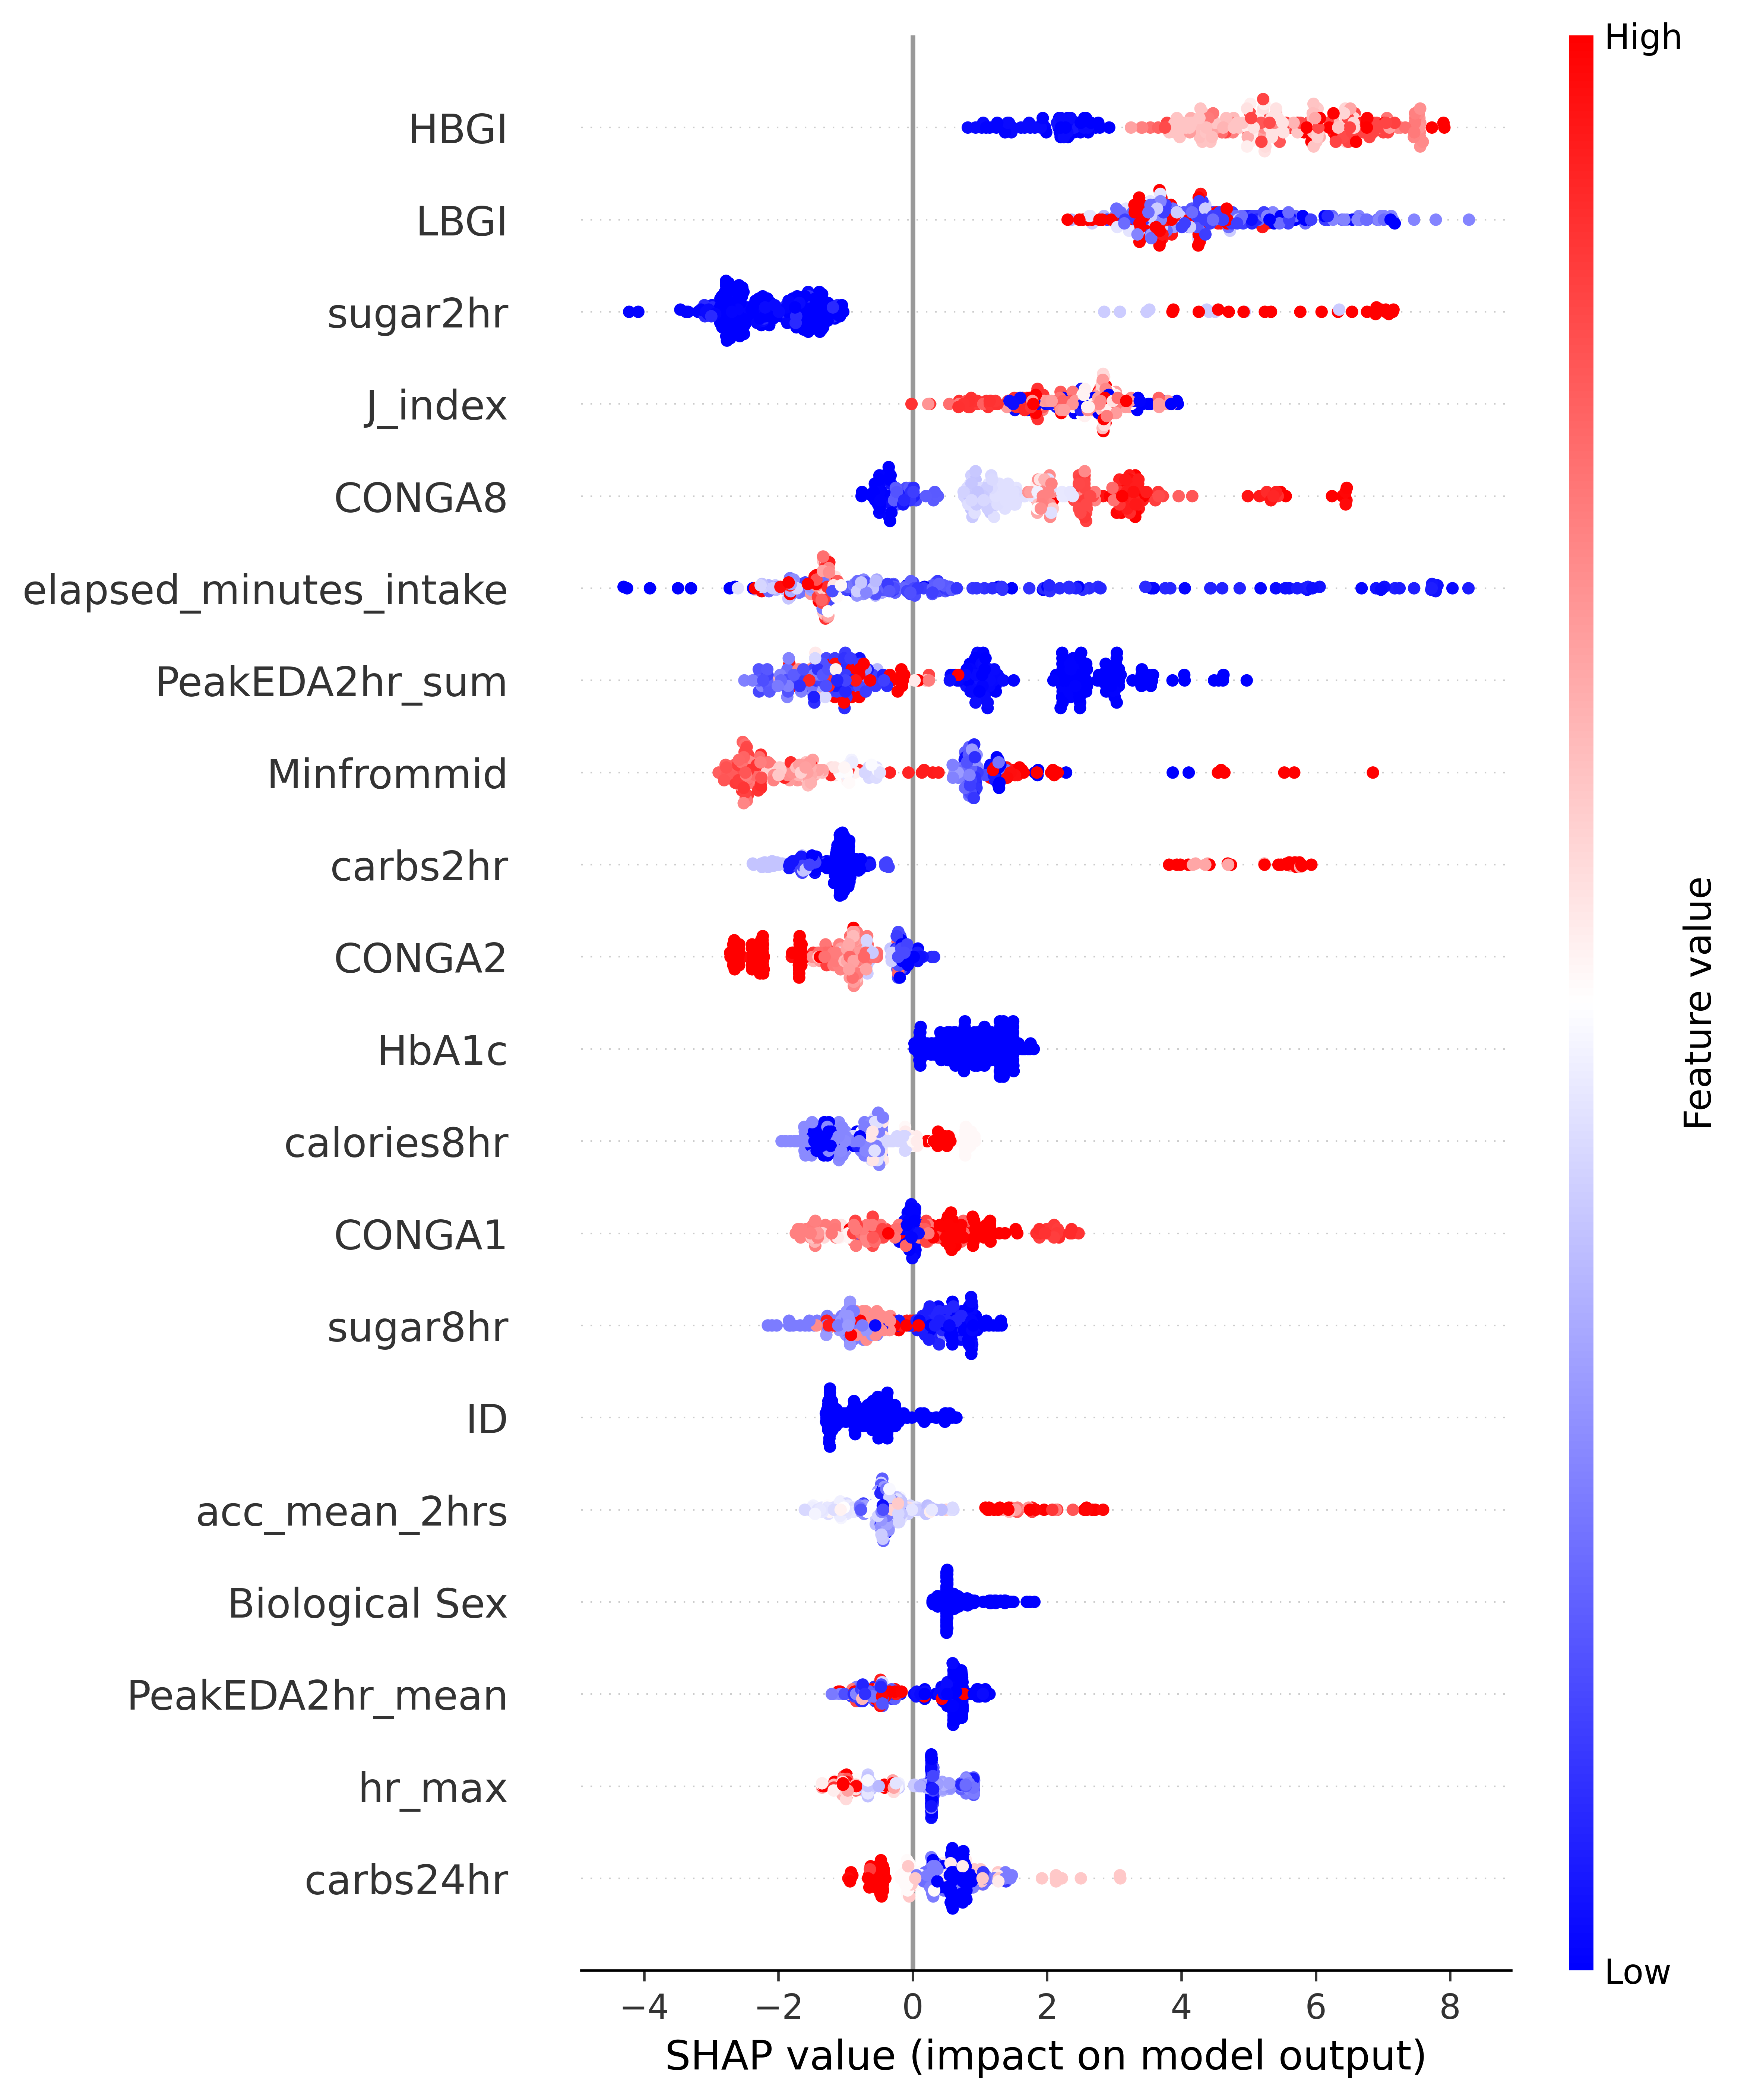 High
HBGI
LBGI
sugar2hr
J_index
CONGA8
elapsed_minutes_intake
PeakEDA2hr_sum
Minfrommid
carbs2hr
CONGA2
HbA1c
calories8hr
CONGA1
sugar8hr
ID
acc_mean_2hrs
Biological Sex
PeakEDA2hr_mean
hr_max
carbs24hr
Feature value
Low
−4 −2 0 2 4 6 8
SHAP value (impact on model output)